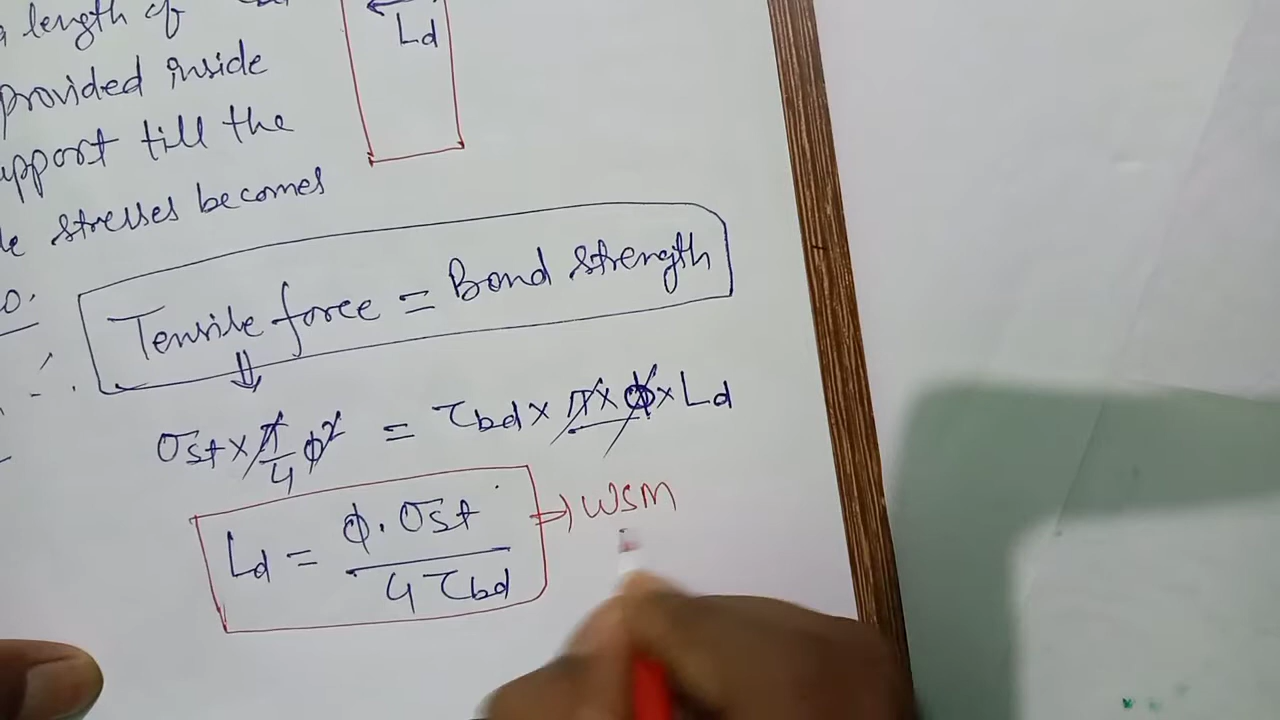 length of
Ld
provided inside
upport till the
stresses becomes
Tensile force = Bond strength
⇓
σst × π/4 φ² = τbd × π × φ × Ld
Ld = φ. σst / 4 τbd → WSM